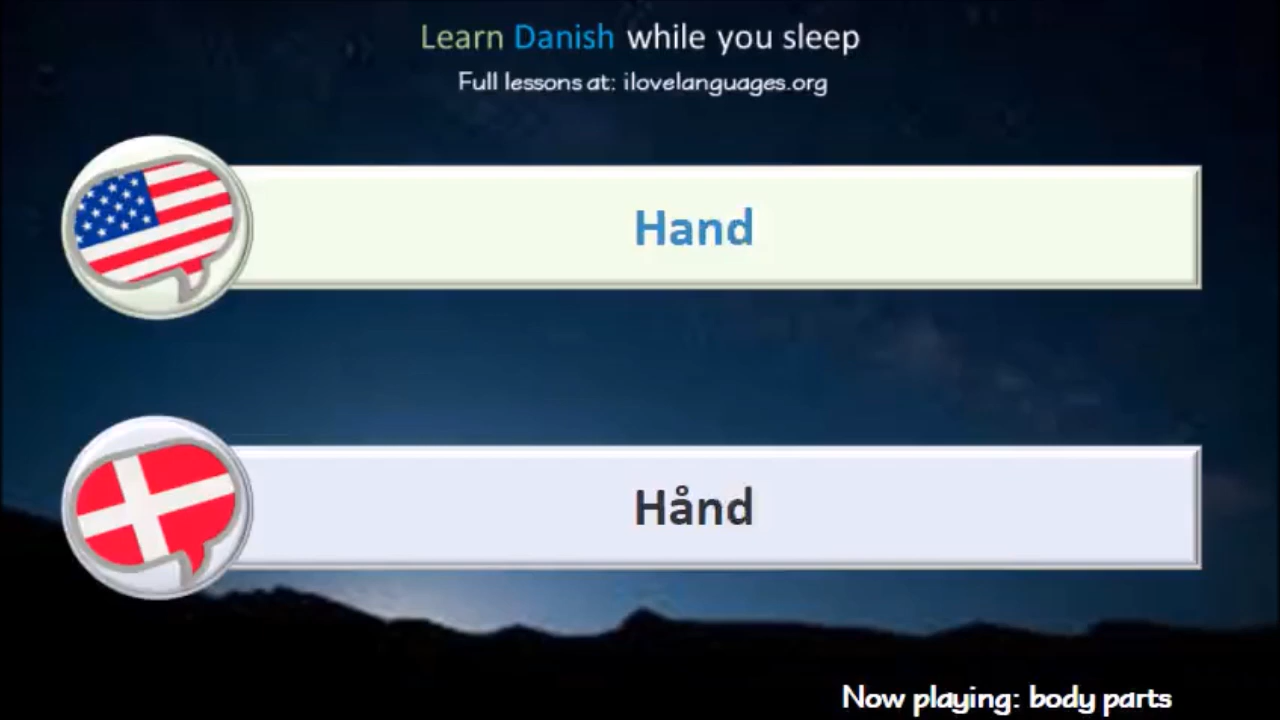 Learn Danish while you sleep
Full lessons at: ilovelanguages.org
Hand
Hånd
Now playing: body parts